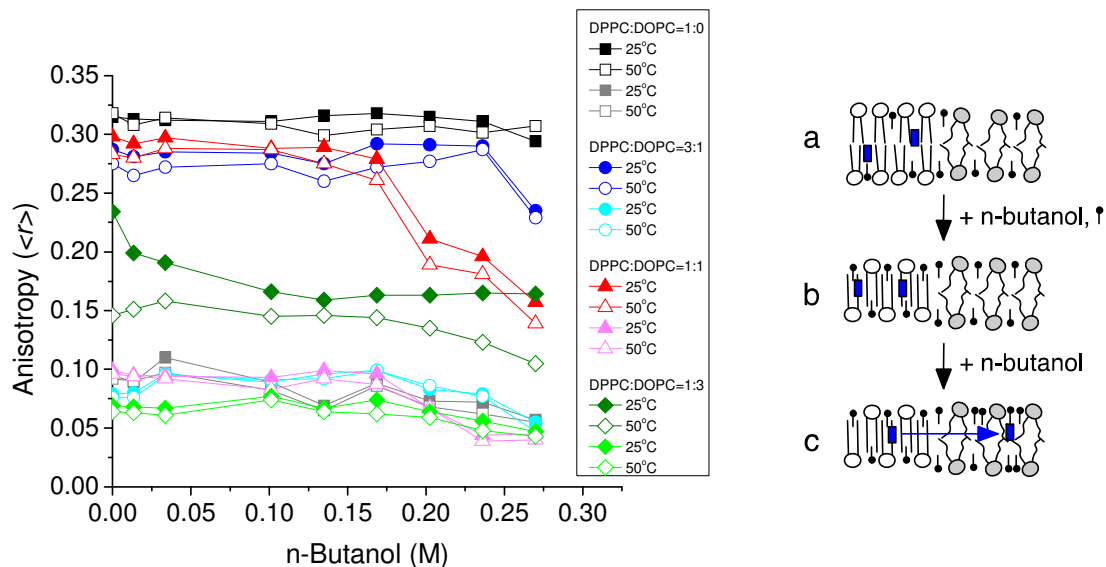 Anisotropy (<r>)
0.35
0.30
0.25
0.20
0.15
0.10
0.05
0.00
0.00 0.05 0.10 0.15 0.20 0.25 0.30
n-Butanol (M)
DPPC:DOPC=1:0
25°C
50°C
25°C
50°C
DPPC:DOPC=3:1
25°C
50°C
25°C
50°C
DPPC:DOPC=1:1
25°C
50°C
25°C
50°C
DPPC:DOPC=1:3
25°C
50°C
25°C
50°C
a
+ n-butanol,
b
+ n-butanol
c